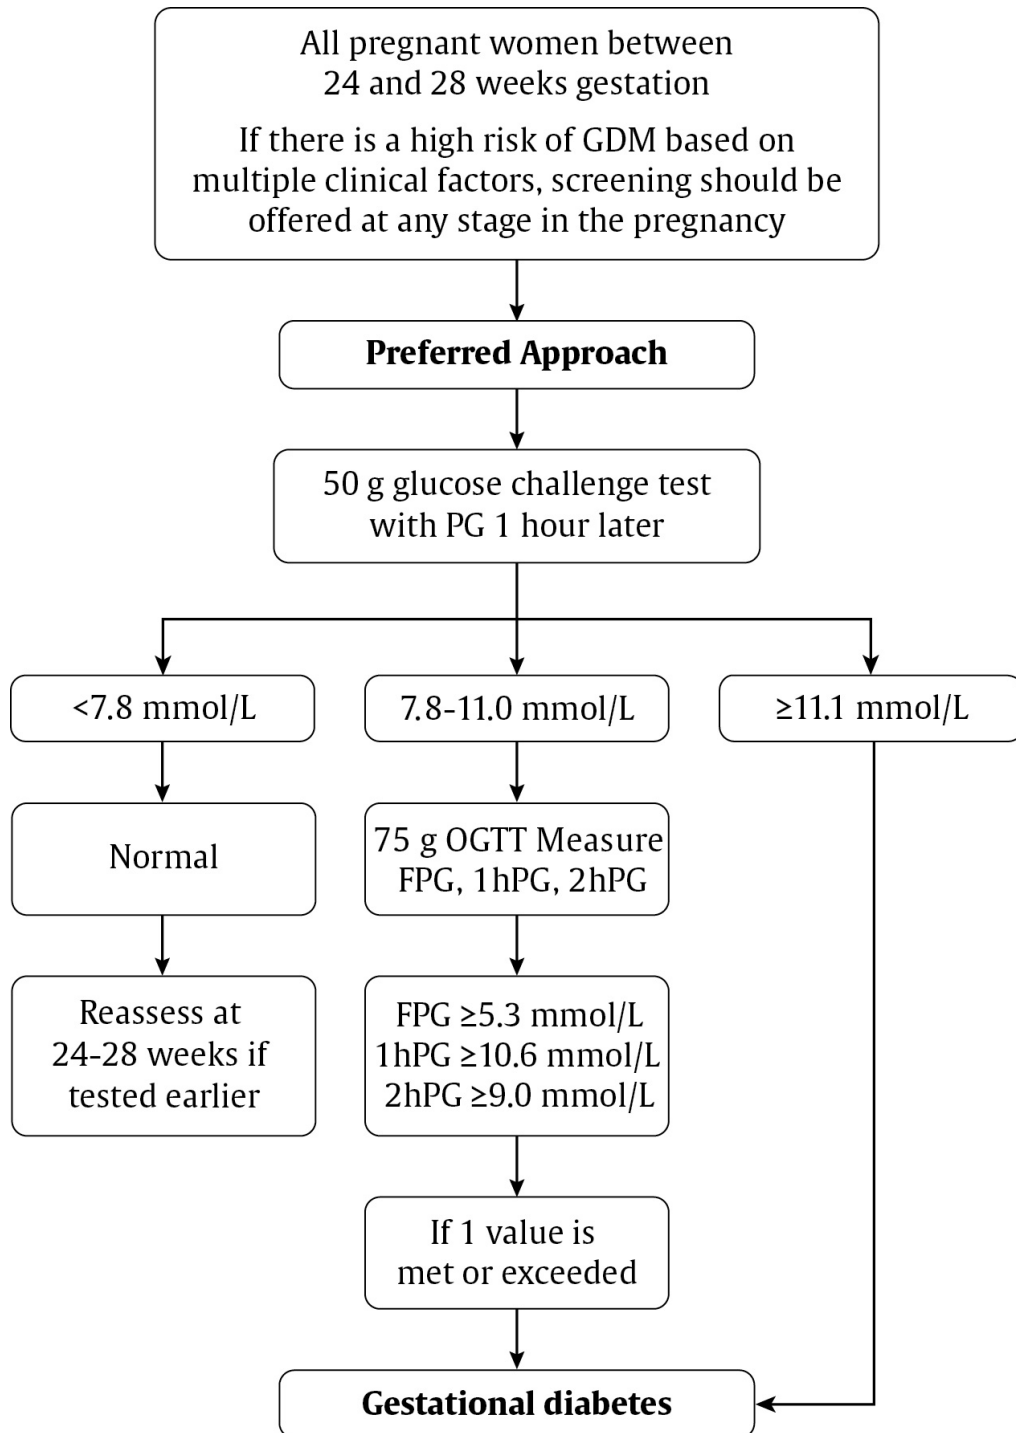 All pregnant women between
24 and 28 weeks gestation
If there is a high risk of GDM based on
multiple clinical factors, screening should be
offered at any stage in the pregnancy
Preferred Approach
50 g glucose challenge test
with PG 1 hour later
<7.8 mmol/L
7.8-11.0 mmol/L
≥11.1 mmol/L
Normal
75 g OGTT Measure
FPG, 1hPG, 2hPG
Reassess at
24-28 weeks if
tested earlier
FPG ≥5.3 mmol/L
1hPG ≥10.6 mmol/L
2hPG ≥9.0 mmol/L
If 1 value is
met or exceeded
Gestational diabetes